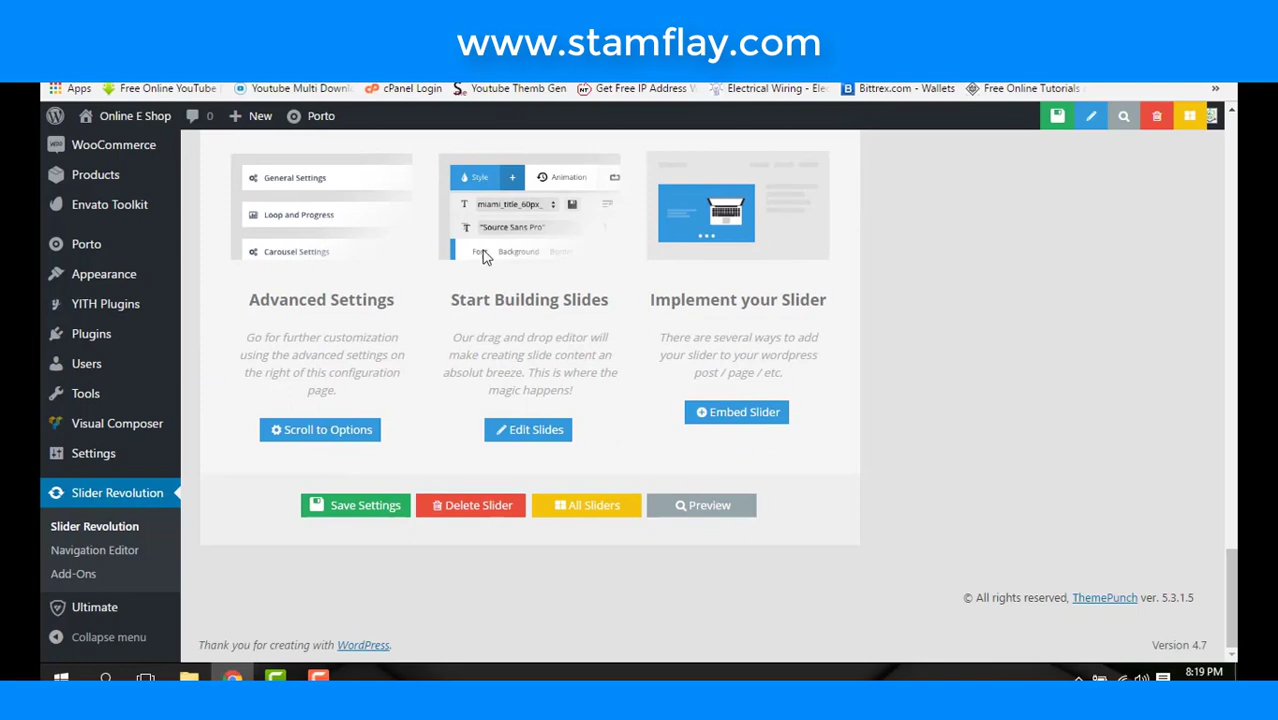 www.stamflay.com
Apps Free Online YouTube Youtube Multi Downl cPanel Login Youtube Themb Gen Get Free IP Address W Electrical Wiring - Elec Bittrex.com - Wallets Free Online Tutorials »
Online E Shop + New Porto
WooCommerce
Products
Envato Toolkit
Porto
Appearance
YITH Plugins
Plugins
Users
Tools
Visual Composer
Settings
Slider Revolution
Slider Revolution
Navigation Editor
Add-Ons
Ultimate
Collapse menu
General Settings
Loop and Progress
Carousel Settings
Advanced Settings
Go for further customization
using the advanced settings on
the right of this configuration
page.
Scroll to Options
Style + Animation
miami_title_60px_
"Source Sans Pro"
Background Border
Start Building Slides
Our drag and drop editor will
make creating slide content an
absolut breeze. This is where the
magic happens!
Edit Slides
Implement your Slider
There are several ways to add
your slider to your wordpress
post / page / etc.
Embed Slider
Save Settings Delete Slider All Sliders Preview
© All rights reserved, ThemePunch ver. 5.3.1.5
Thank you for creating with WordPress. Version 4.7
8:19 PM